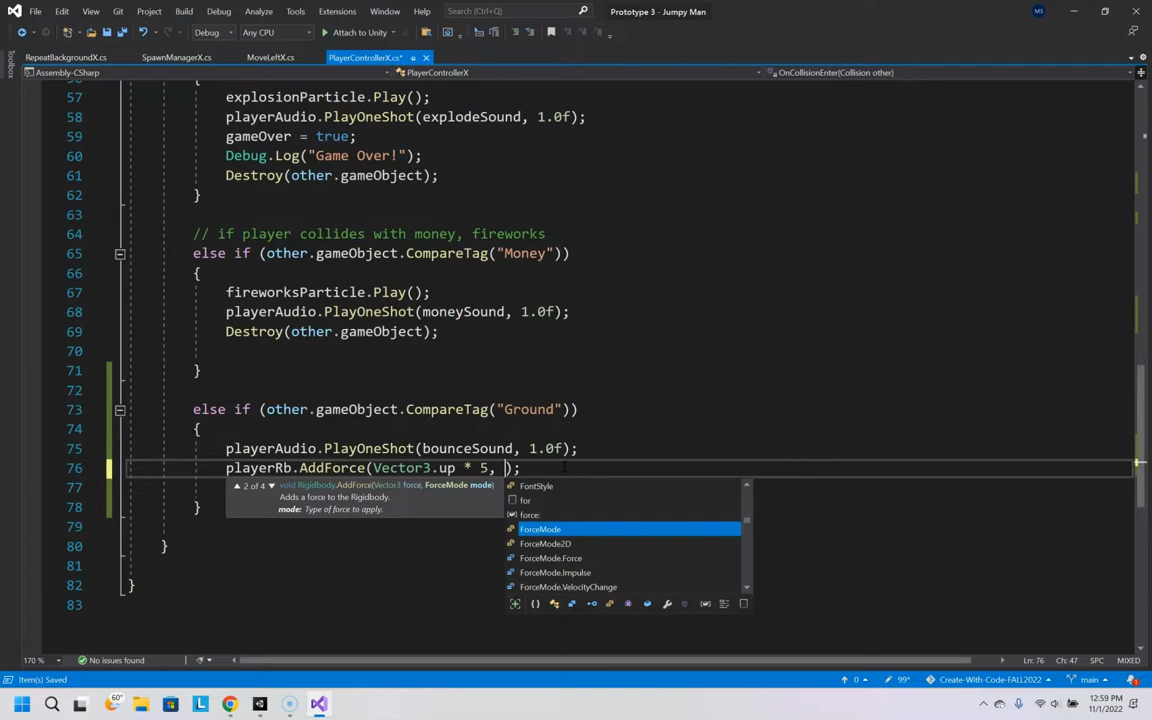 File Edit View Git Project Build Debug Analyze Tools Extensions Window Help Search (Ctrl+Q) Prototype 3 - Jumpy Man MS
Debug Any CPU Attach to Unity
Toolbox
RepeatBackgroundX.cs SpawnManagerX.cs MoveLeftX.cs PlayerControllerX.cs*
Assembly-CSharp PlayerControllerX OnCollisionEnter(Collision other)
57 explosionParticle.Play();
58 playerAudio.PlayOneShot(explodeSound, 1.0f);
59 gameOver = true;
60 Debug.Log("Game Over!");
61 Destroy(other.gameObject);
62 }
63
64 // if player collides with money, fireworks
65 else if (other.gameObject.CompareTag("Money"))
66 {
67 fireworksParticle.Play();
68 playerAudio.PlayOneShot(moneySound, 1.0f);
69 Destroy(other.gameObject);
70
71 }
72
73 else if (other.gameObject.CompareTag("Ground"))
74 {
75 playerAudio.PlayOneShot(bounceSound, 1.0f);
76 playerRb.AddForce(Vector3.up * 5, );
77 ▲ 2 of 4 ▼ void Rigidbody.AddForce(Vector3 force, ForceMode mode) FontStyle
Adds a force to the Rigidbody. for
78 } mode: Type of force to apply. force:
79 ForceMode
80 } ForceMode2D
81 ForceMode.Force
ForceMode.Impulse
82 } ForceMode.VelocityChange
83
170 % No issues found Ln: 76 Ch: 47 SPC MIXED
Item(s) Saved 0 99* Create-With-Code-FALL2022 main
60° 12:59 PM
11/1/2022